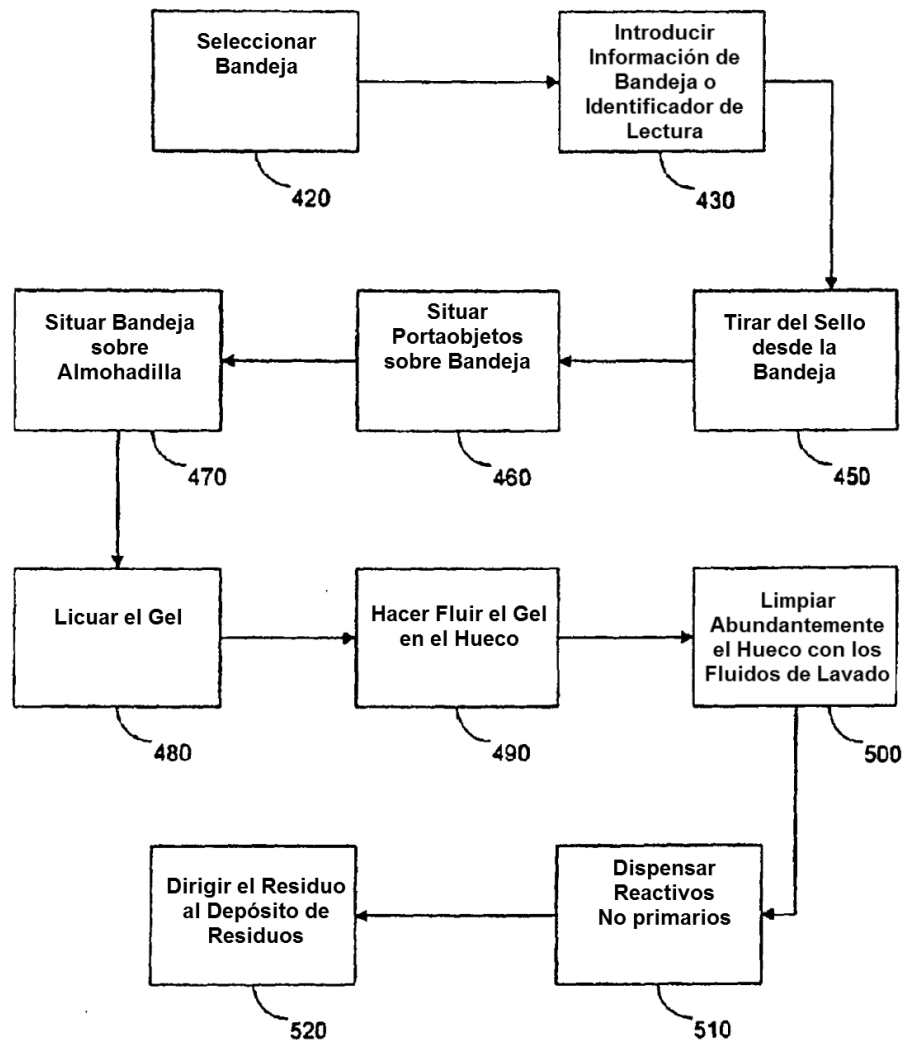 Seleccionar
Bandeja
420
Introducir
Información de
Bandeja o
Identificador de
Lectura
430
Tirar del Sello
desde la
Bandeja
450
Situar
Portaobjetos
sobre Bandeja
460
Situar Bandeja
sobre
Almohadilla
470
Licuar el Gel
480
Hacer Fluir el Gel
en el Hueco
490
Limpiar
Abundantemente
el Hueco con los
Fluidos de Lavado
500
Dispensar
Reactivos
No primarios
510
Dirigir el Residuo
al Depósito de
Residuos
520